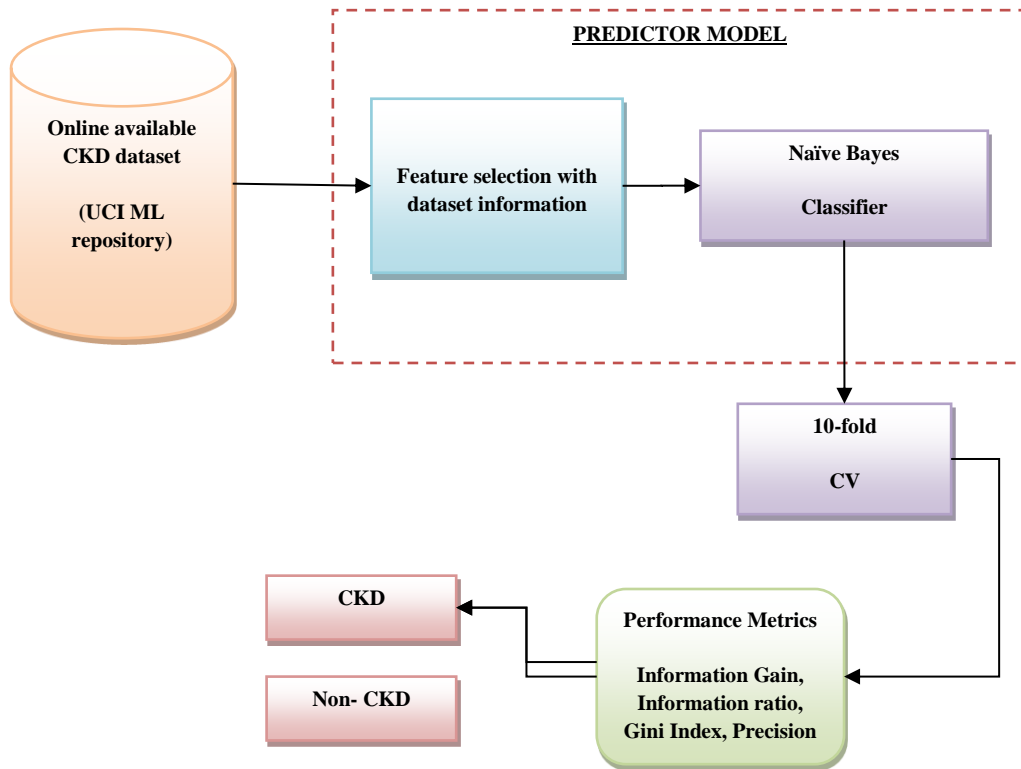 PREDICTOR MODEL
Online available
CKD dataset
(UCI ML
repository)
Feature selection with
dataset information
Naïve Bayes
Classifier
10-fold
CV
CKD
Non- CKD
Performance Metrics
Information Gain,
Information ratio,
Gini Index, Precision